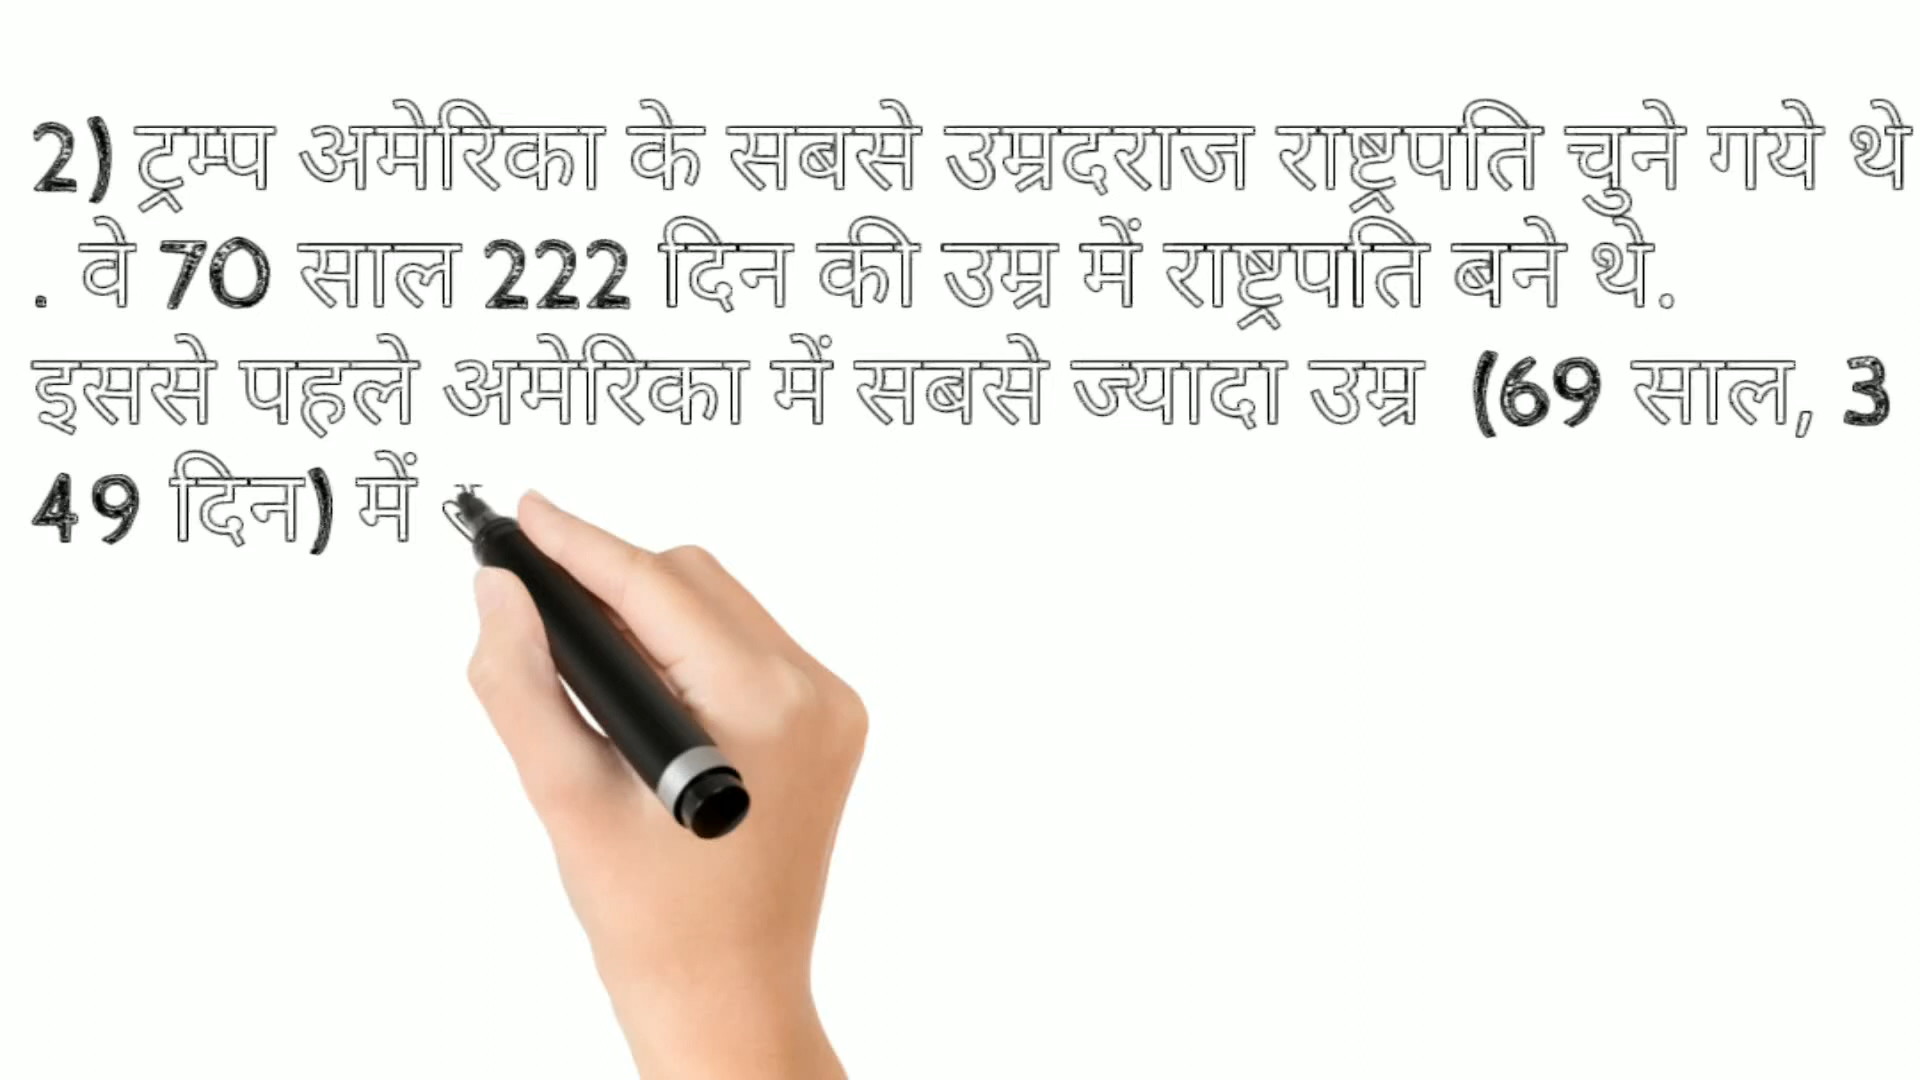 2) ट्रम्प अमेरिका के सबसे उम्रदराज राष्ट्रपति चुने गये थे
. वे 70 साल 222 दिन की उम्र में राष्ट्रपति बने थे.
इससे पहले अमेरिका में सबसे ज्यादा उम्र (69 साल, 3
49 दिन) में